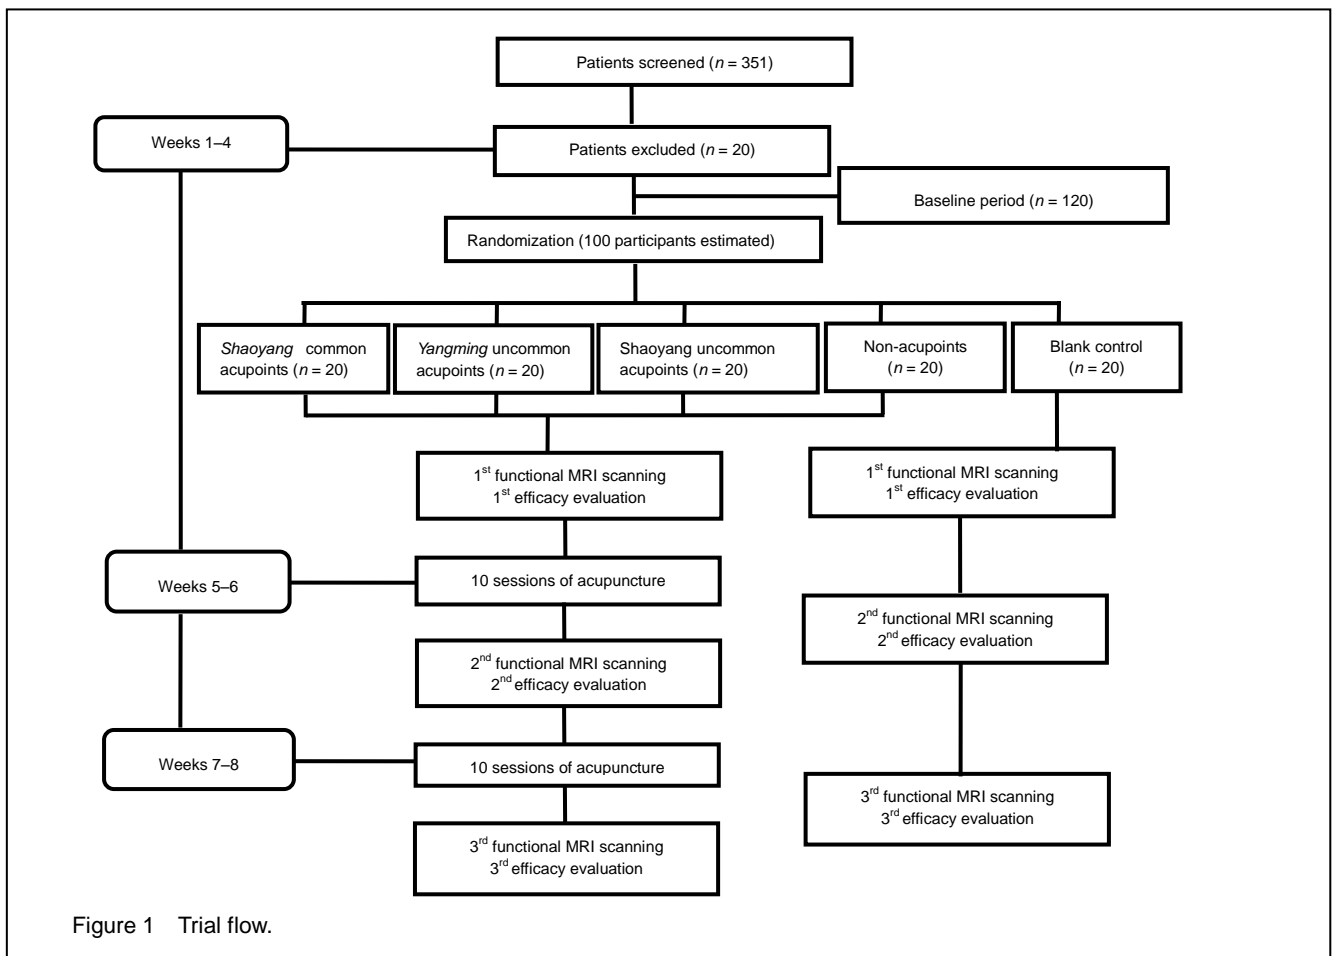 Patients screened (n = 351)
Weeks 1–4
Patients excluded (n = 20)
Baseline period (n = 120)
Randomization (100 participants estimated)
Shaoyang common
acupoints (n = 20)
Yangming uncommon
acupoints (n = 20)
Shaoyang uncommon
acupoints (n = 20)
Non-acupoints
(n = 20)
Blank control
(n = 20)
1st functional MRI scanning
1st efficacy evaluation
1st functional MRI scanning
1st efficacy evaluation
Weeks 5–6
10 sessions of acupuncture
2nd functional MRI scanning
2nd efficacy evaluation
2nd functional MRI scanning
2nd efficacy evaluation
Weeks 7–8
10 sessions of acupuncture
3rd functional MRI scanning
3rd efficacy evaluation
3rd functional MRI scanning
3rd efficacy evaluation
Figure 1 Trial flow.